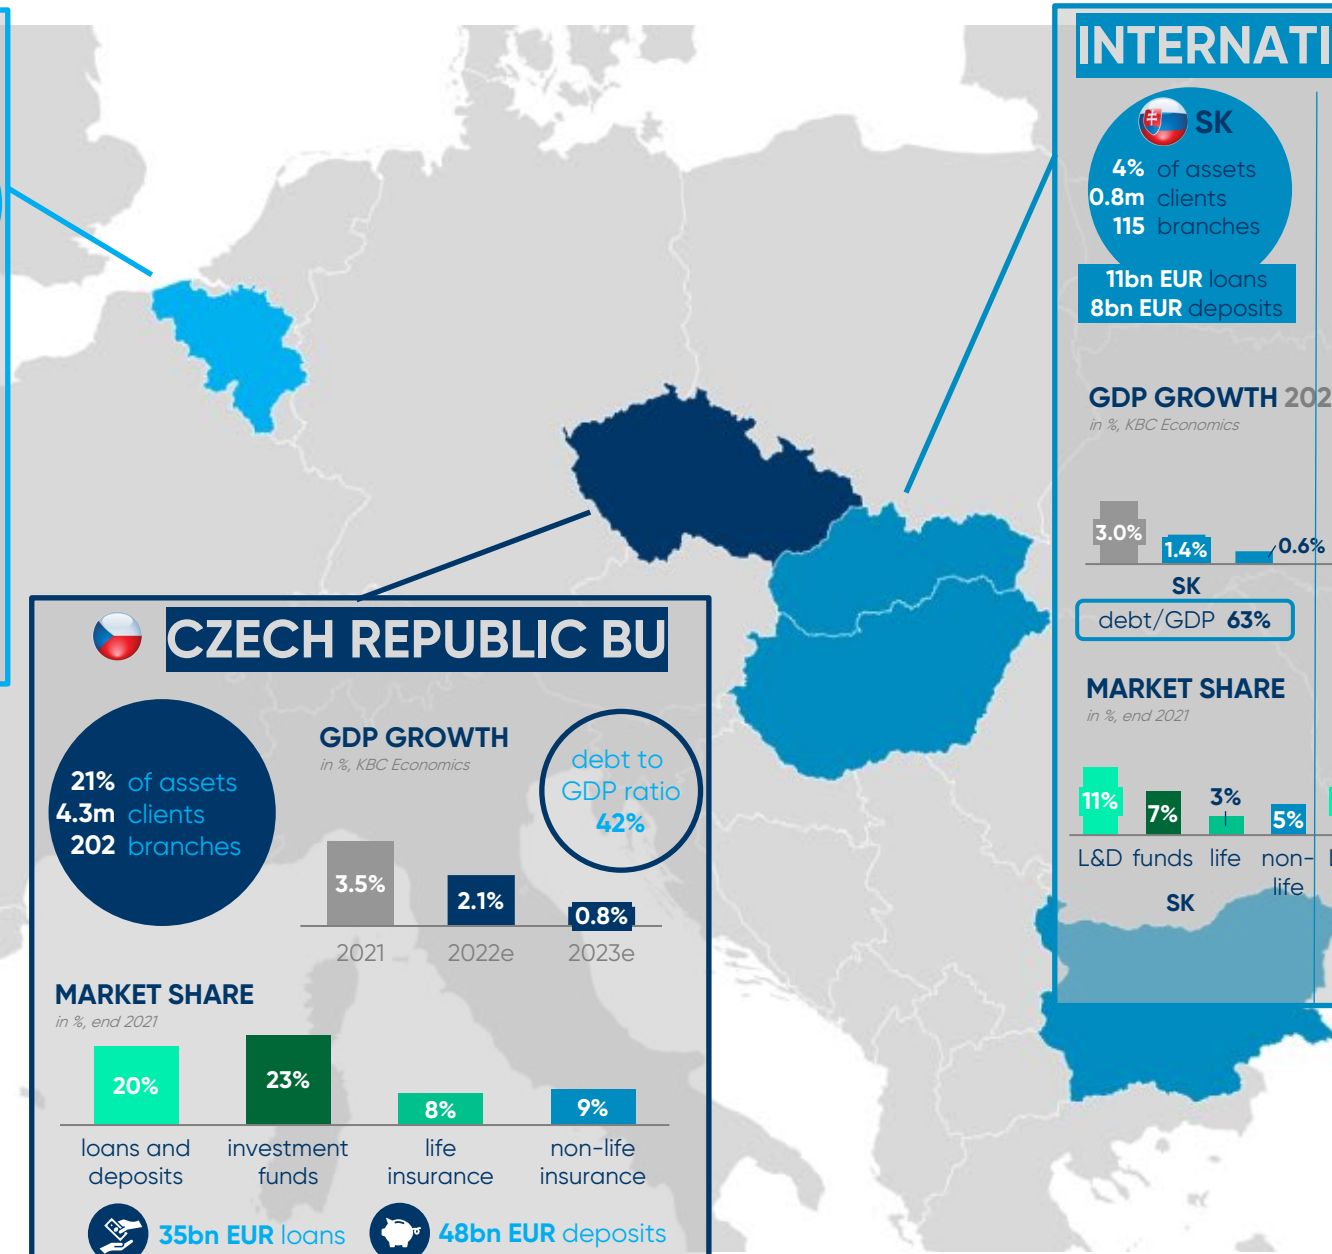 INTERNATI
SK
4% of assets
0.8m clients
115 branches
11bn EUR loans
8bn EUR deposits
GDP GROWTH 202
in %, KBC Economics
3.0%
1.4%
0.6%
SK
debt/GDP 63%
MARKET SHARE
in %, end 2021
11%
7%
3%
5%
L&D funds life non-
life
SK
CZECH REPUBLIC BU
21% of assets
4.3m clients
202 branches
GDP GROWTH
in %, KBC Economics
debt to
GDP ratio
42%
3.5%
2.1%
0.8%
2021 2022e 2023e
MARKET SHARE
in %, end 2021
20%
23%
8%
9%
loans and
deposits
investment
funds
life
insurance
non-life
insurance
35bn EUR loans
48bn EUR deposits